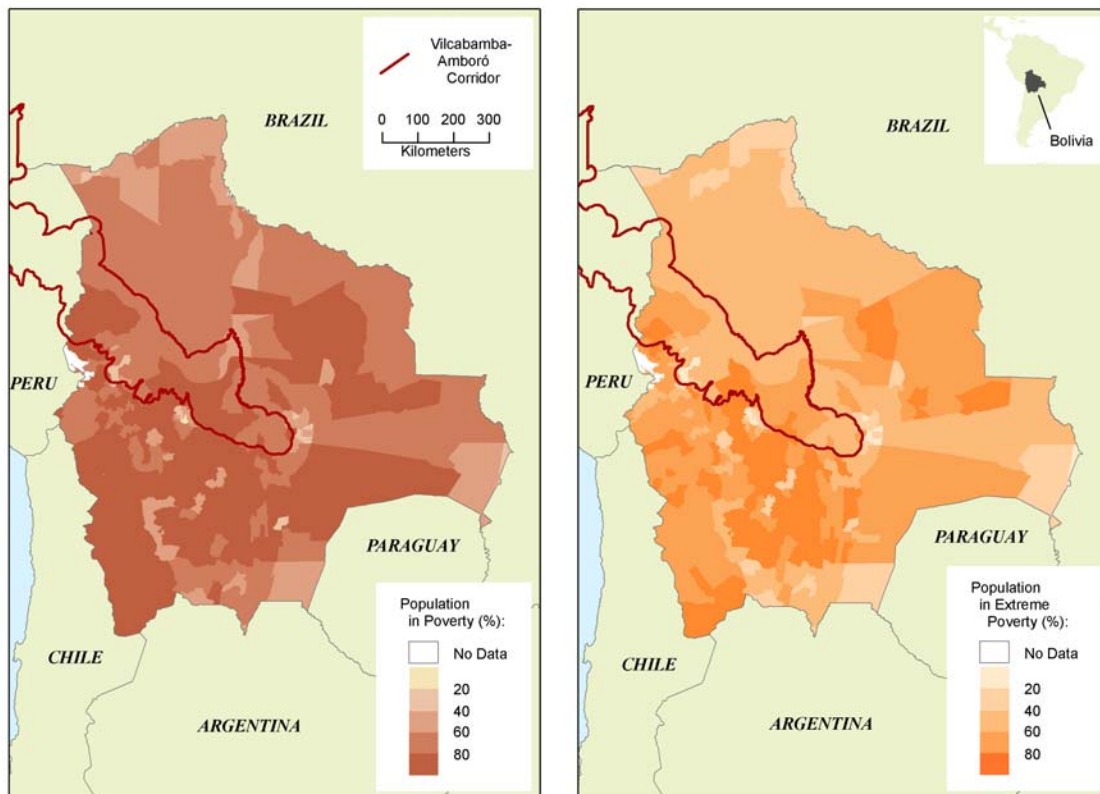 Vilcabamba-
Amboró
Corridor
0 100 200 300
Kilometers
BRAZIL
PERU
PARAGUAY
CHILE
ARGENTINA
Population
in Poverty (%):
No Data
20
40
60
80
Bolivia
BRAZIL
PERU
PARAGUAY
CHILE
ARGENTINA
Population
in Extreme
Poverty (%):
No Data
20
40
60
80